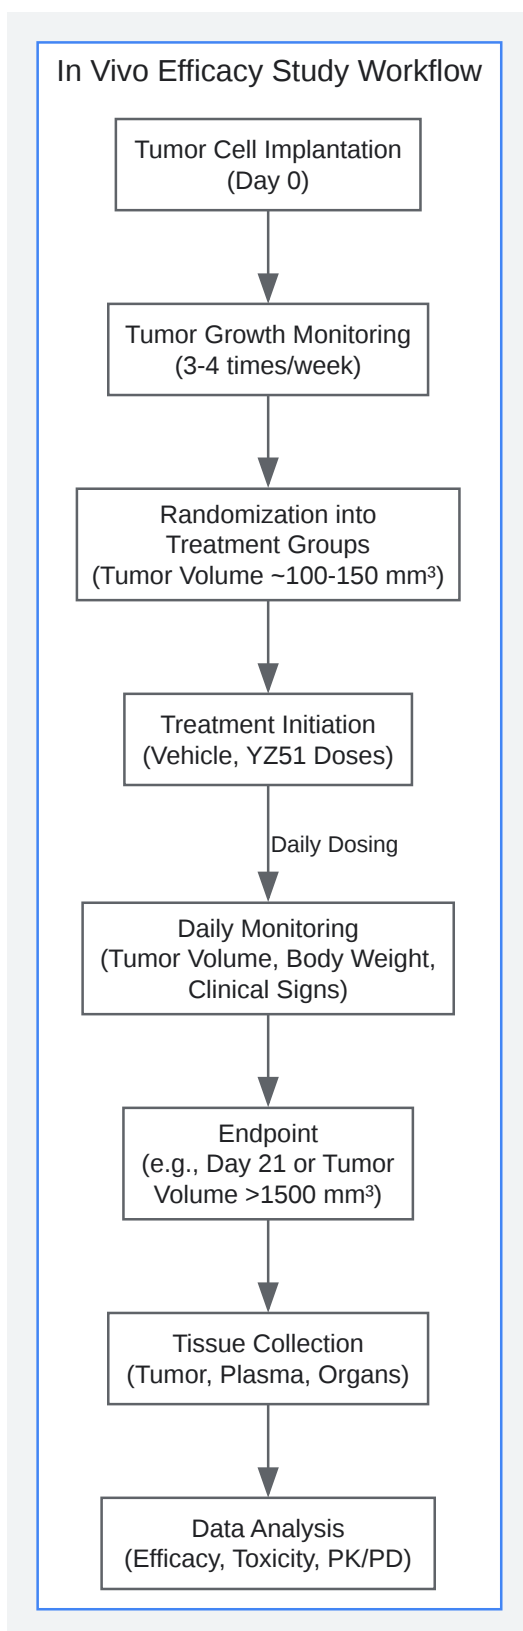 In Vivo Efficacy Study Workflow
Tumor Cell Implantation
(Day 0)
Tumor Growth Monitoring
(3-4 times/week)
Randomization into
Treatment Groups
(Tumor Volume ~100-150 mm³)
Treatment Initiation
(Vehicle, YZ51 Doses)
Daily Dosing
Daily Monitoring
(Tumor Volume, Body Weight,
Clinical Signs)
Endpoint
(e.g., Day 21 or Tumor
Volume >1500 mm³)
Tissue Collection
(Tumor, Plasma, Organs)
Data Analysis
(Efficacy, Toxicity, PK/PD)